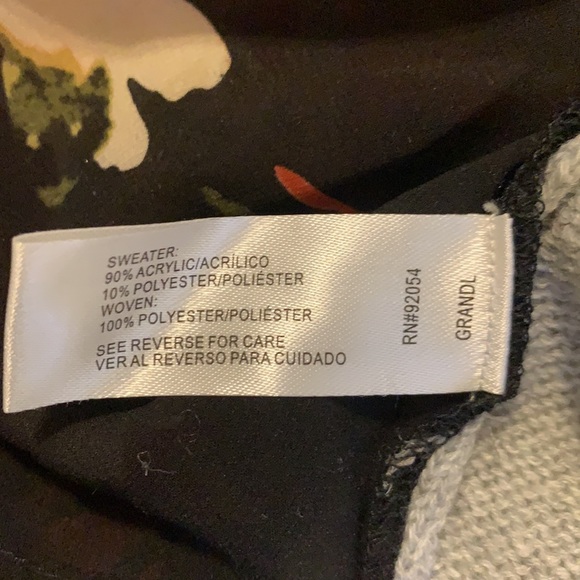 SWEATER:
90% ACRYLIC/ACRÍLICO
10% POLYESTER/POLIÉSTER
WOVEN:
100% POLYESTER/POLIÉSTER
SEE REVERSE FOR CARE
VER AL REVERSO PARA CUIDADO
RN#92054
GRANDL